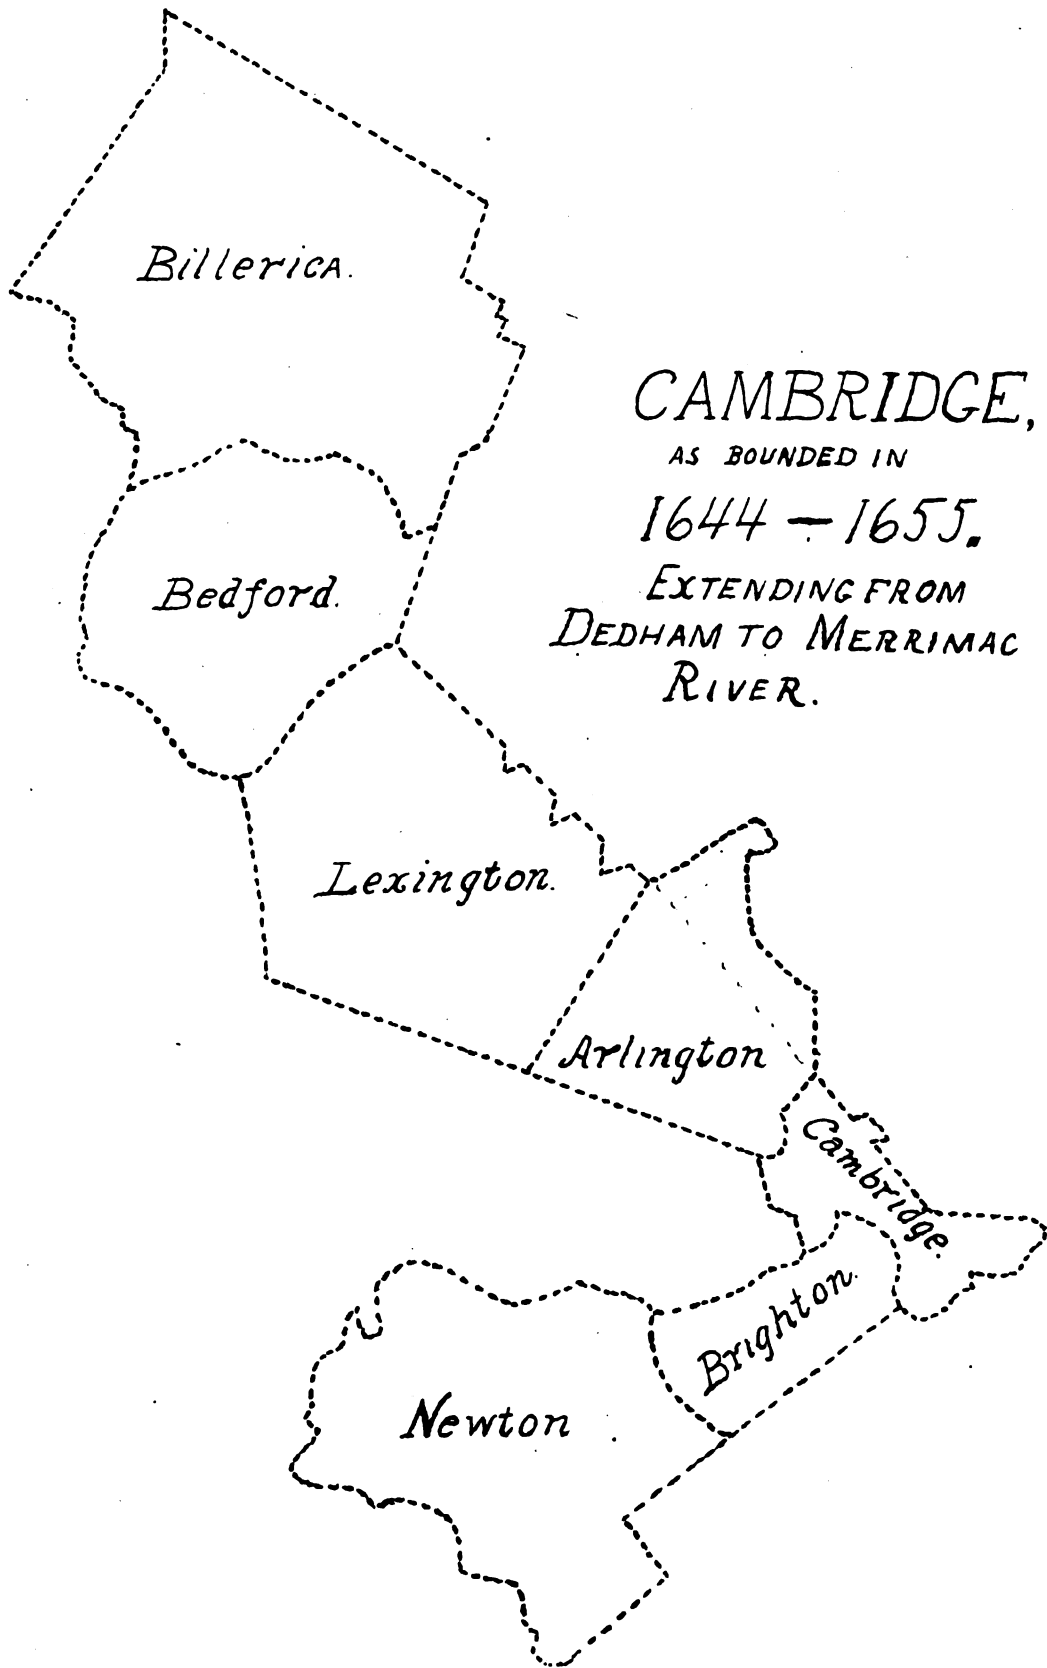 Billerica.
CAMBRIDGE,
AS BOUNDED IN
1644 — 1655.
EXTENDING FROM
DEDHAM TO MERRIMAC
RIVER.
Bedford.
Lexington.
Arlington
Cambridge.
Brighton.
Newton